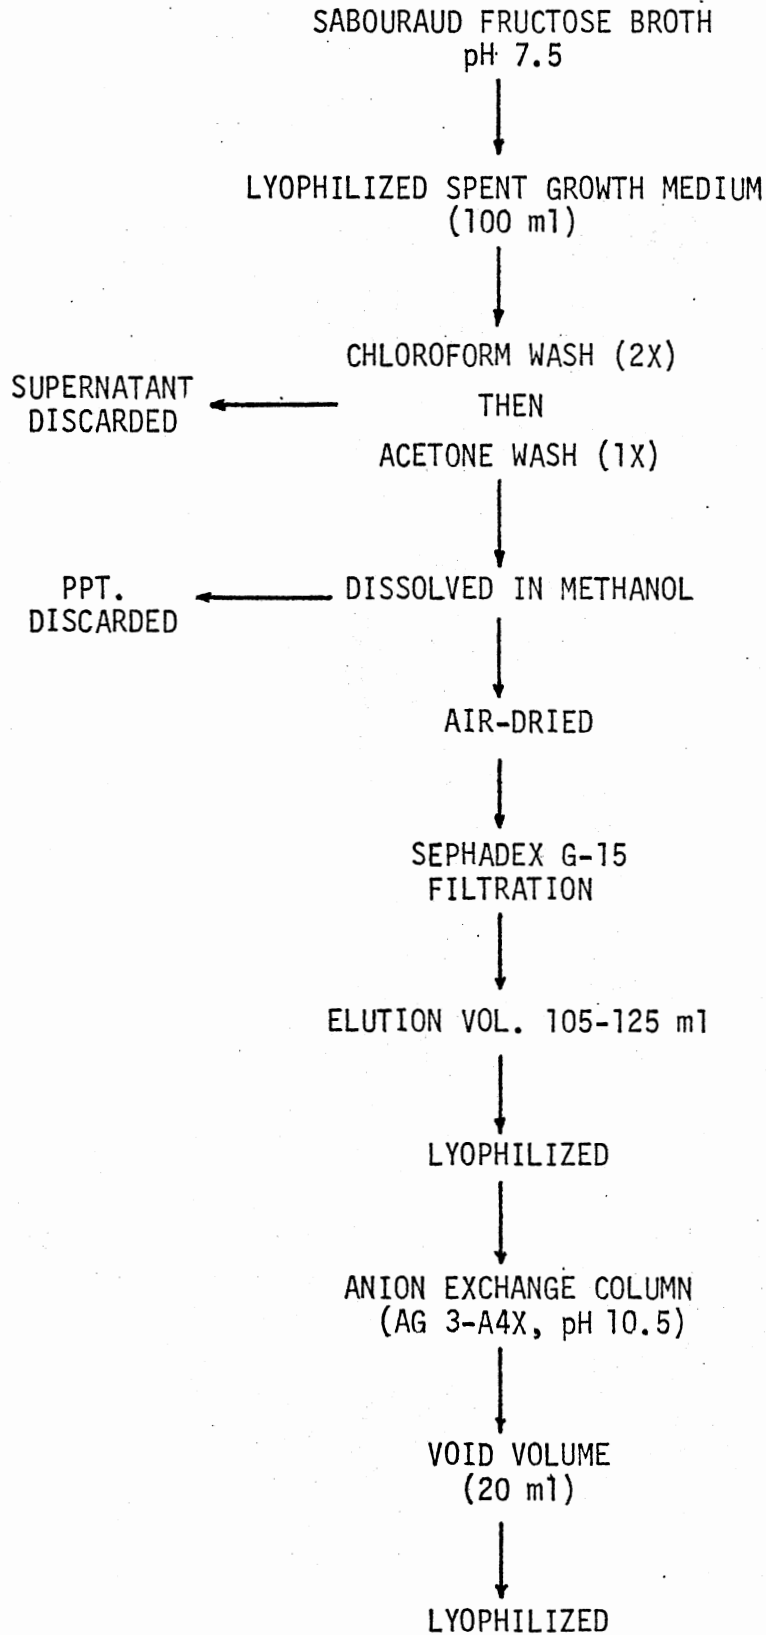 SABOURAUD FRUCTOSE BROTH
pH 7.5
LYOPHILIZED SPENT GROWTH MEDIUM
(100 ml)
CHLOROFORM WASH (2X)
SUPERNATANT
DISCARDED
THEN
ACETONE WASH (1X)
PPT.
DISCARDED
DISSOLVED IN METHANOL
AIR-DRIED
SEPHADEX G-15
FILTRATION
ELUTION VOL. 105-125 ml
LYOPHILIZED
ANION EXCHANGE COLUMN
(AG 3-A4X, pH 10.5)
VOID VOLUME
(20 ml)
LYOPHILIZED